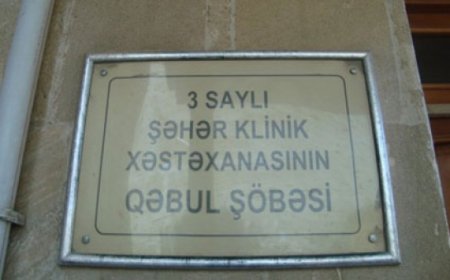 3 SAYLI
ŞƏHƏR KLİNİK
XƏSTƏXANASININ
QƏBUL ŞÖBƏSİ